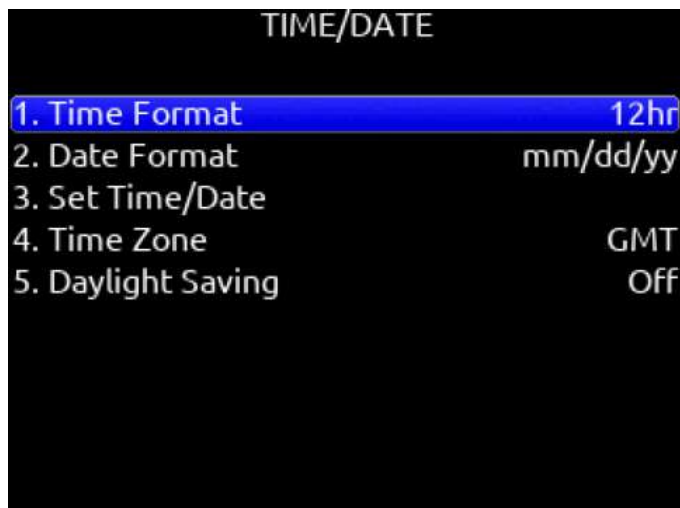 TIME/DATE
1. Time Format 12hr
2. Date Format mm/dd/yy
3. Set Time/Date
4. Time Zone GMT
5. Daylight Saving Off